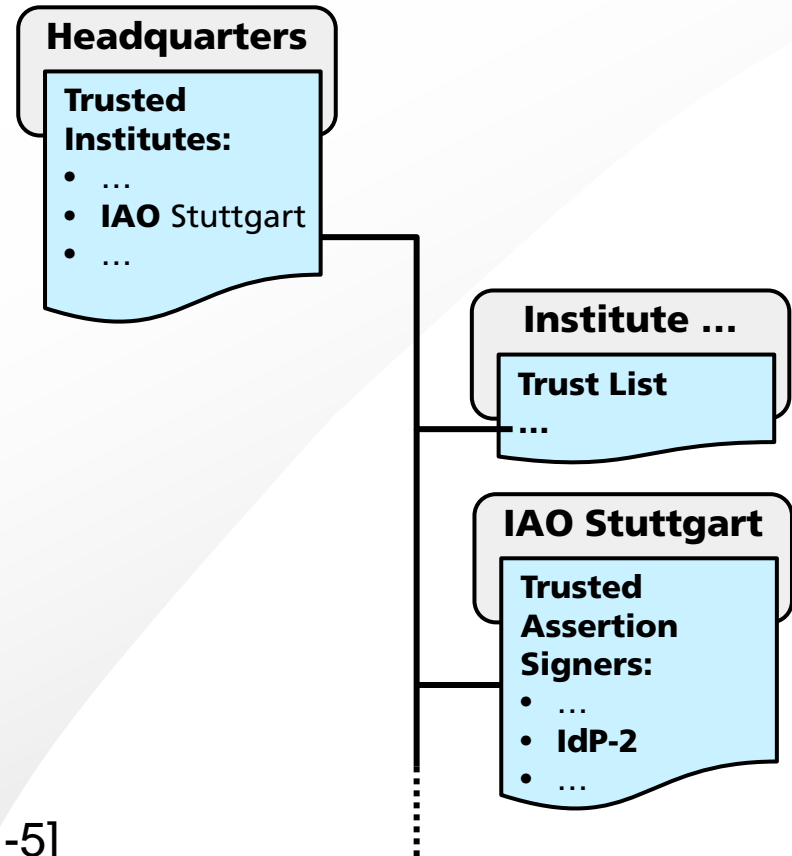 Headquarters
Trusted
Institutes:
• ...
• IAO Stuttgart
• ...
Institute ...
Trust List
...
IAO Stuttgart
Trusted
Assertion
Signers:
• ...
• IdP-2
• ...
-5]